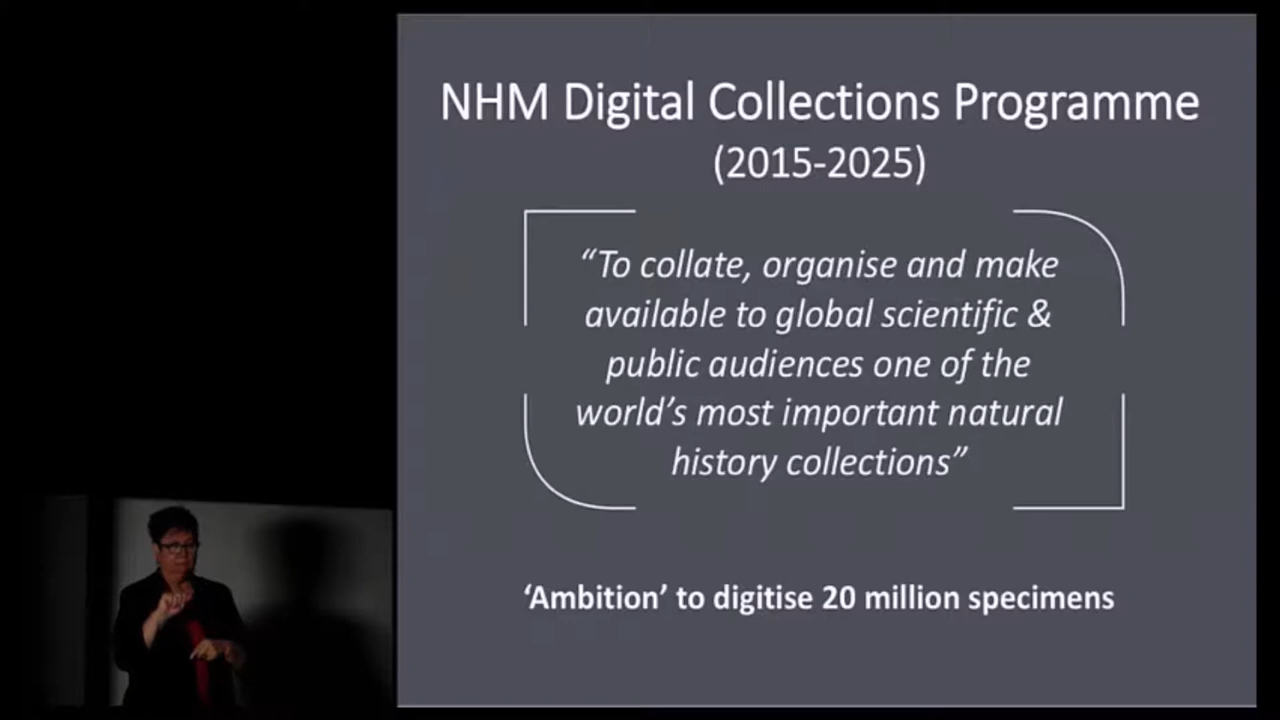 NHM Digital Collections Programme
(2015-2025)
“To collate, organise and make
available to global scientific &
public audiences one of the
world’s most important natural
history collections”
‘Ambition’ to digitise 20 million specimens